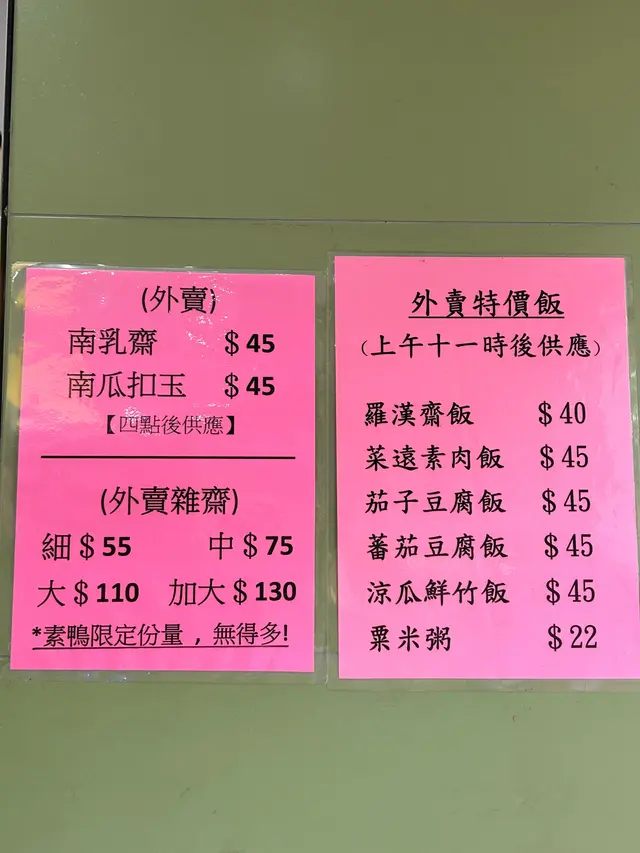 (外賣)
南乳齋 $45
南瓜扣玉 $45
【四點後供應】
(外賣雜齋)
細$55 中$75
大$110 加大$130
*素鴨限定份量，無得多!
外賣特價飯
(上午十一時後供應)
羅漢齋飯 $40
菜遠素肉飯 $45
茄子豆腐飯 $45
蕃茄豆腐飯 $45
涼瓜鮮竹飯 $45
粟米粥 $22